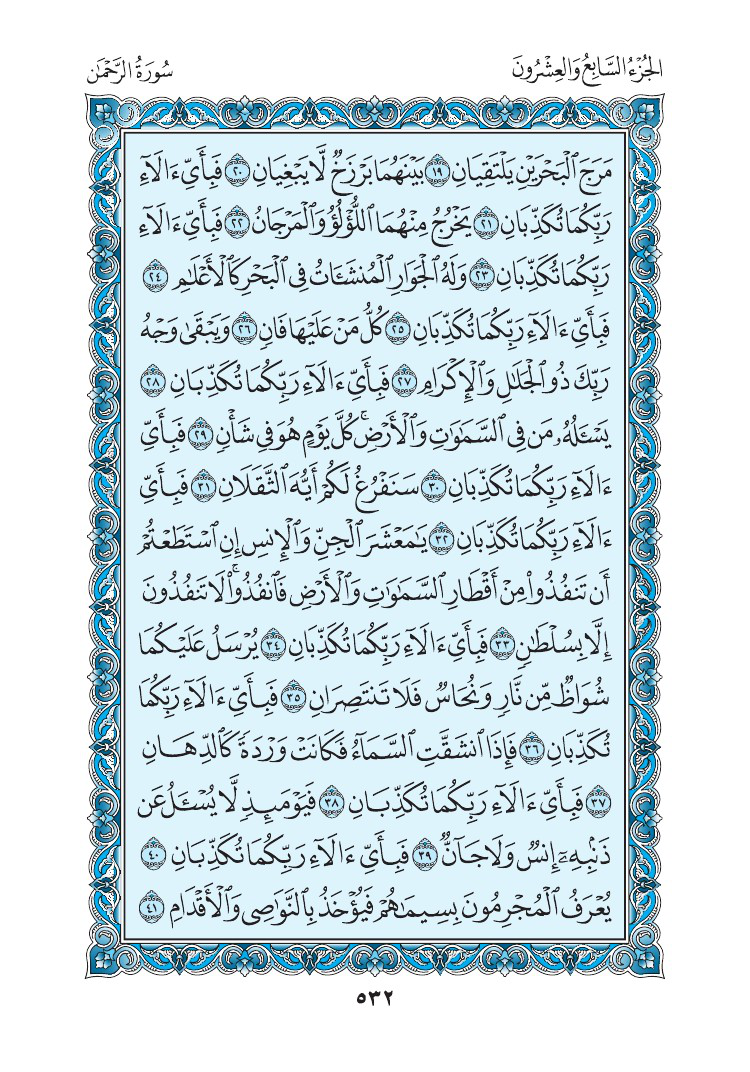 الجُزْءُ السَّابِعُ وَالعِشْرُونَ
سُورَةُ الرَّحْمَٰن
مَرَجَ ٱلْبَحْرَيْنِ يَلْتَقِيَانِ ١٩ بَيْنَهُمَا بَرْزَخٌ لَّا يَبْغِيَانِ ٢٠ فَبِأَىِّ ءَالَآءِ
رَبِّكُمَا تُكَذِّبَانِ ٢١ يَخْرُجُ مِنْهُمَا ٱللُّؤْلُؤُ وَٱلْمَرْجَانُ ٢٢ فَبِأَىِّ ءَالَآءِ
رَبِّكُمَا تُكَذِّبَانِ ٢٣ وَلَهُ ٱلْجَوَارِ ٱلْمُنشَـَٔاتُ فِى ٱلْبَحْرِ كَٱلْأَعْلَٰمِ ٢٤
فَبِأَىِّ ءَالَآءِ رَبِّكُمَا تُكَذِّبَانِ ٢٥ كُلُّ مَنْ عَلَيْهَا فَانٍ ٢٦ وَيَبْقَىٰ وَجْهُ
رَبِّكَ ذُو ٱلْجَلَٰلِ وَٱلْإِكْرَامِ ٢٧ فَبِأَىِّ ءَالَآءِ رَبِّكُمَا تُكَذِّبَانِ ٢٨
يَسْـَٔلُهُۥ مَن فِى ٱلسَّمَٰوَٰتِ وَٱلْأَرْضِ ۚ كُلَّ يَوْمٍ هُوَ فِى شَأْنٍ ٢٩ فَبِأَىِّ
ءَالَآءِ رَبِّكُمَا تُكَذِّبَانِ ٣٠ سَنَفْرُغُ لَكُمْ أَيُّهَ ٱلثَّقَلَانِ ٣١ فَبِأَىِّ
ءَالَآءِ رَبِّكُمَا تُكَذِّبَانِ ٣٢ يَٰمَعْشَرَ ٱلْجِنِّ وَٱلْإِنسِ إِنِ ٱسْتَطَعْتُمْ
أَن تَنفُذُوا۟ مِنْ أَقْطَارِ ٱلسَّمَٰوَٰتِ وَٱلْأَرْضِ فَٱنفُذُوا۟ ۚ لَا تَنفُذُونَ
إِلَّا بِسُلْطَٰنٍ ٣٣ فَبِأَىِّ ءَالَآءِ رَبِّكُمَا تُكَذِّبَانِ ٣٤ يُرْسَلُ عَلَيْكُمَا
شُوَاظٌ مِّن نَّارٍ وَنُحَاسٌ فَلَا تَنتَصِرَانِ ٣٥ فَبِأَىِّ ءَالَآءِ رَبِّكُمَا
تُكَذِّبَانِ ٣٦ فَإِذَا ٱنشَقَّتِ ٱلسَّمَآءُ فَكَانَتْ وَرْدَةً كَٱلدِّهَانِ
٣٧ فَبِأَىِّ ءَالَآءِ رَبِّكُمَا تُكَذِّبَانِ ٣٨ فَيَوْمَئِذٍ لَّا يُسْـَٔلُ عَن
ذَنۢبِهِۦٓ إِنسٌ وَلَا جَآنٌّ ٣٩ فَبِأَىِّ ءَالَآءِ رَبِّكُمَا تُكَذِّبَانِ ٤٠
يُعْرَفُ ٱلْمُجْرِمُونَ بِسِيمَٰهُمْ فَيُؤْخَذُ بِٱلنَّوَٰصِى وَٱلْأَقْدَامِ ٤١
٥٣٢